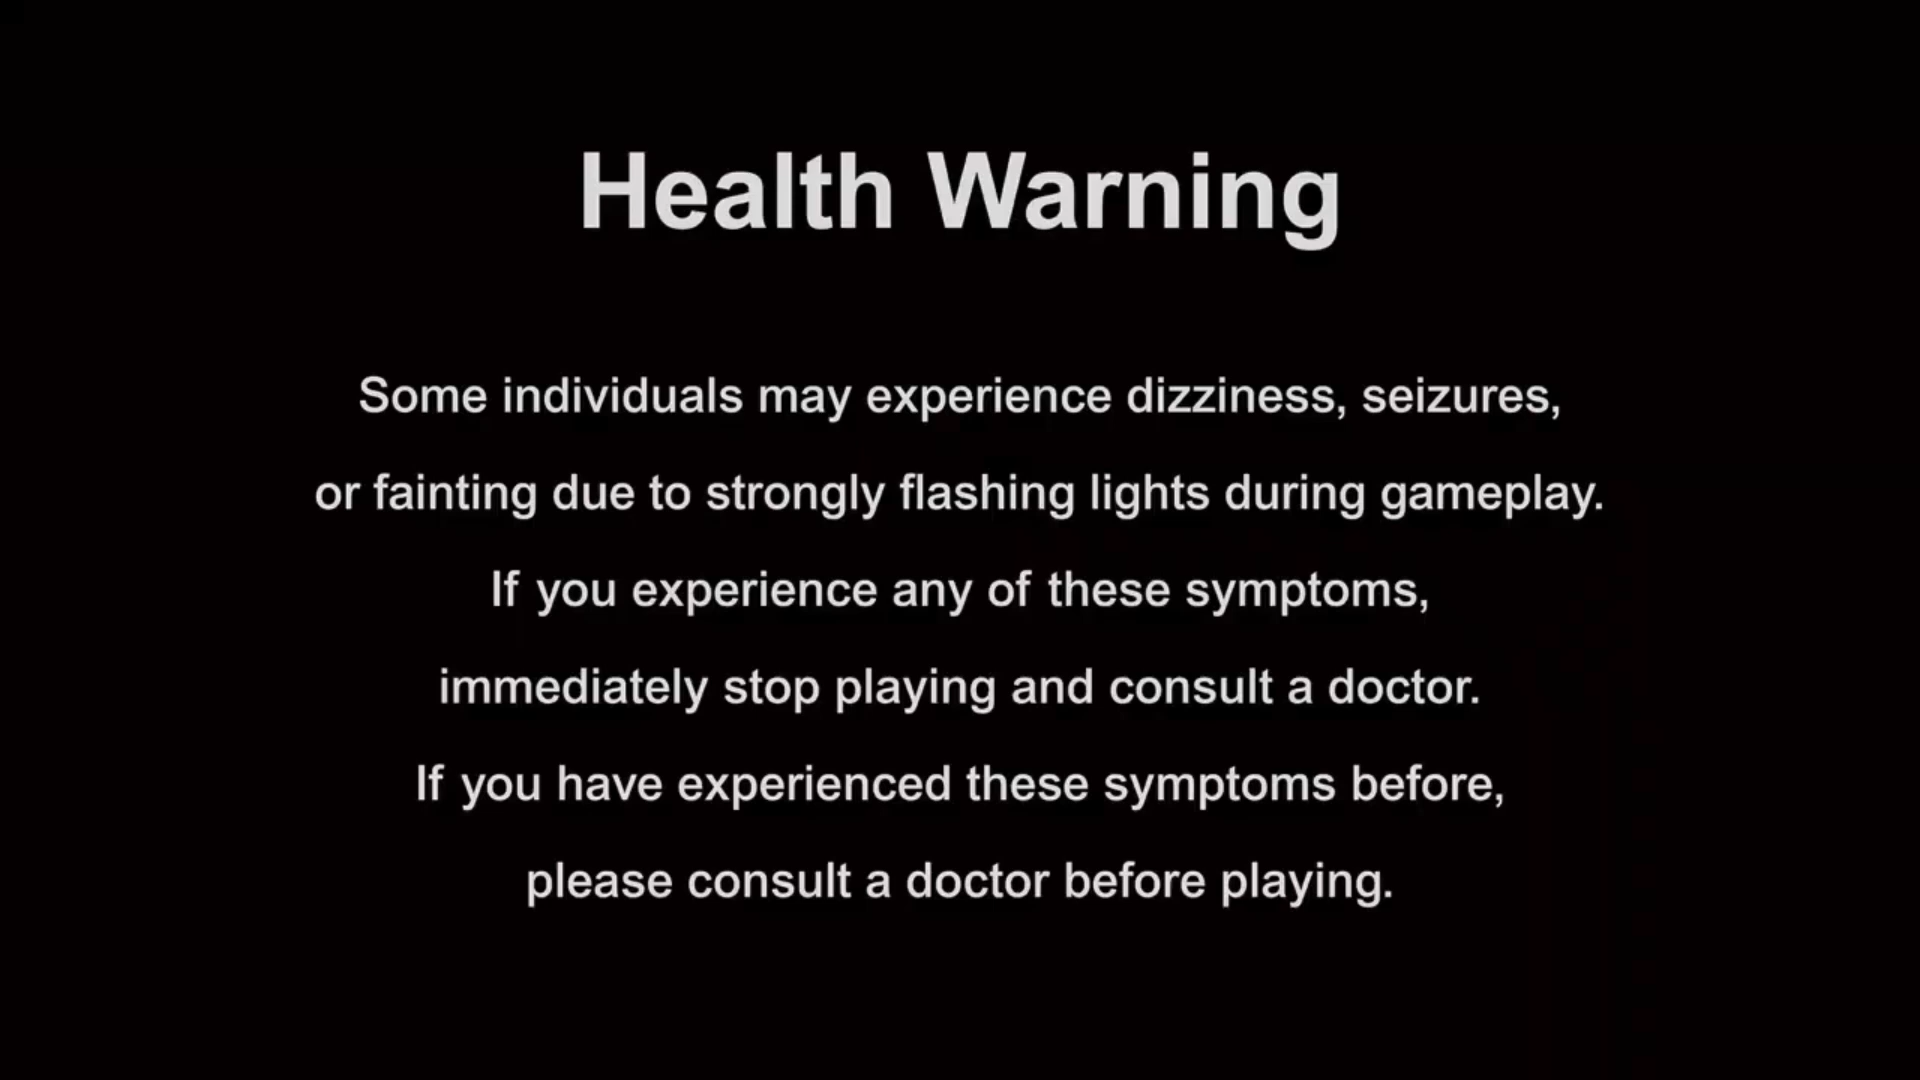 Health Warning
Some individuals may experience dizziness, seizures,
or fainting due to strongly flashing lights during gameplay.
If you experience any of these symptoms,
immediately stop playing and consult a doctor.
If you have experienced these symptoms before,
please consult a doctor before playing.